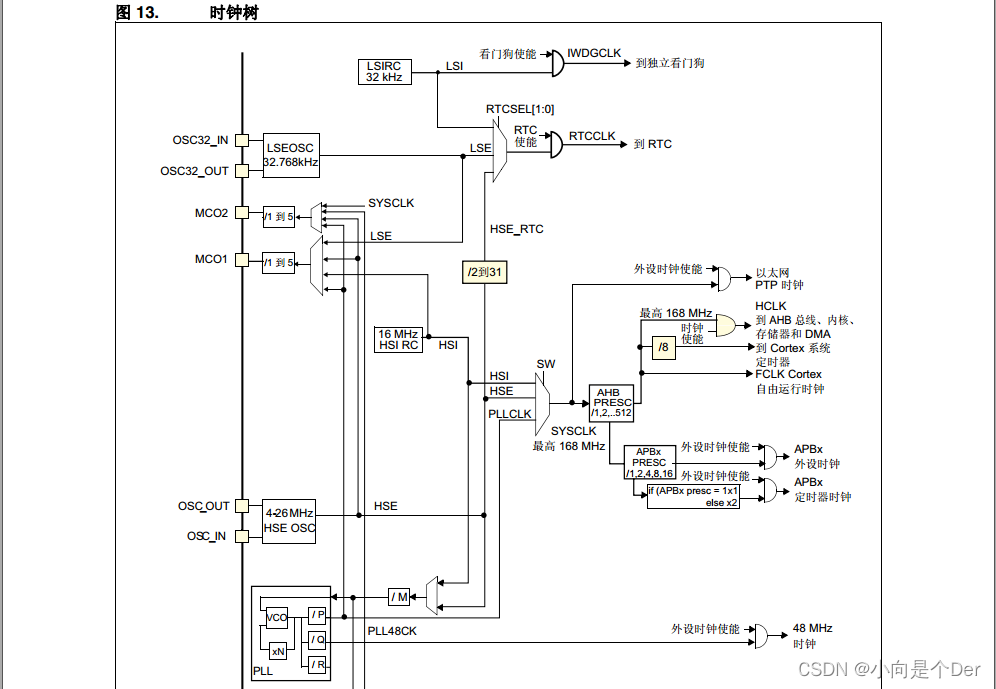 图 13. 时钟树
看门狗使能
IWDGCLK
到独立看门狗
LSIRC
32 kHz
LSI
RTCSEL[1:0]
RTC
使能
RTCCLK
到 RTC
OSC32_IN
OSC32_OUT
LSEOSC
32.768kHz
LSE
MCO2
/1 到 5
SYSCLK
LSE
MCO1
/1 到 5
HSE_RTC
/2到31
外设时钟使能
以太网
PTP 时钟
16 MHz
HSI RC
HSI
最高 168 MHz
时钟
使能
HCLK
到 AHB 总线、内核、
存储器和 DMA
/8
到 Cortex 系统
定时器
FCLK Cortex
自由运行时钟
SW
HSI
HSE
PLLCLK
SYSCLK
最高 168 MHz
AHB
PRESC
/1,2,..512
APBx
PRESC
/1,2,4,8,16
外设时钟使能
APBx
外设时钟
外设时钟使能
APBx
定时器时钟
if (APBx presc = 1x1
else x2
OSC_OUT
OSC_IN
4-26 MHz
HSE OSC
HSE
/ M
VCO
xN
/ P
/ Q
/ R
PLL
PLL48CK
外设时钟使能
48 MHz
时钟
CSDN @小向是个Der